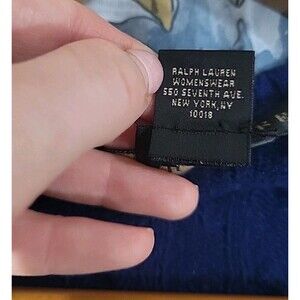 RALPH LAUREN
WOMENSWEAR
550 SEVENTH AVE.
NEW YORK, NY
10018